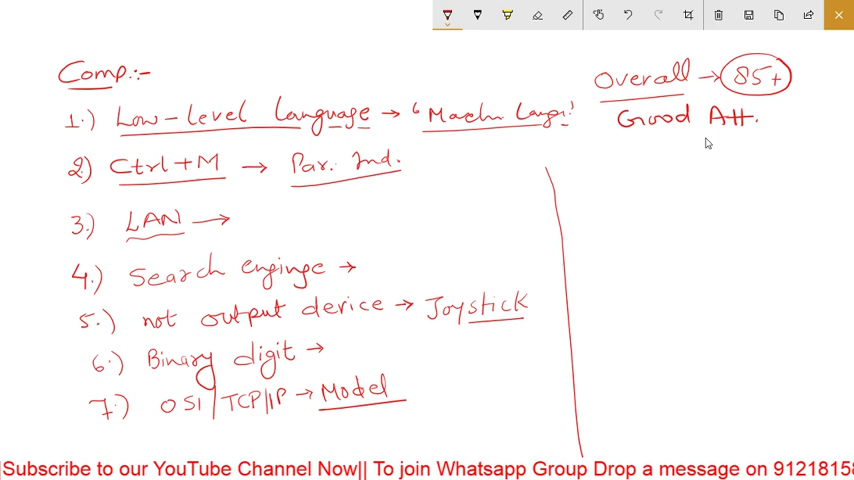 Comp.:-
1.) Low-level language → "Machn Langn"
2.) Ctrl+M → Par. Ind.
3.) LAN →
4.) Search enginge →
5.) not output device → Joystick
6.) Binary digit →
7.) OSI/TCP/IP → Model
Overall → 85+
Good Att.
||Subscribe to our YouTube Channel Now|| To join Whatsapp Group Drop a message on 9121815